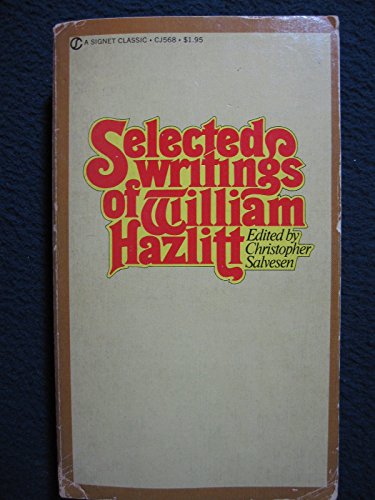 A SIGNET CLASSIC • CJ568 • $1.95
Selected
writings
of William
Hazlitt
Edited by
Christopher
Salvesen